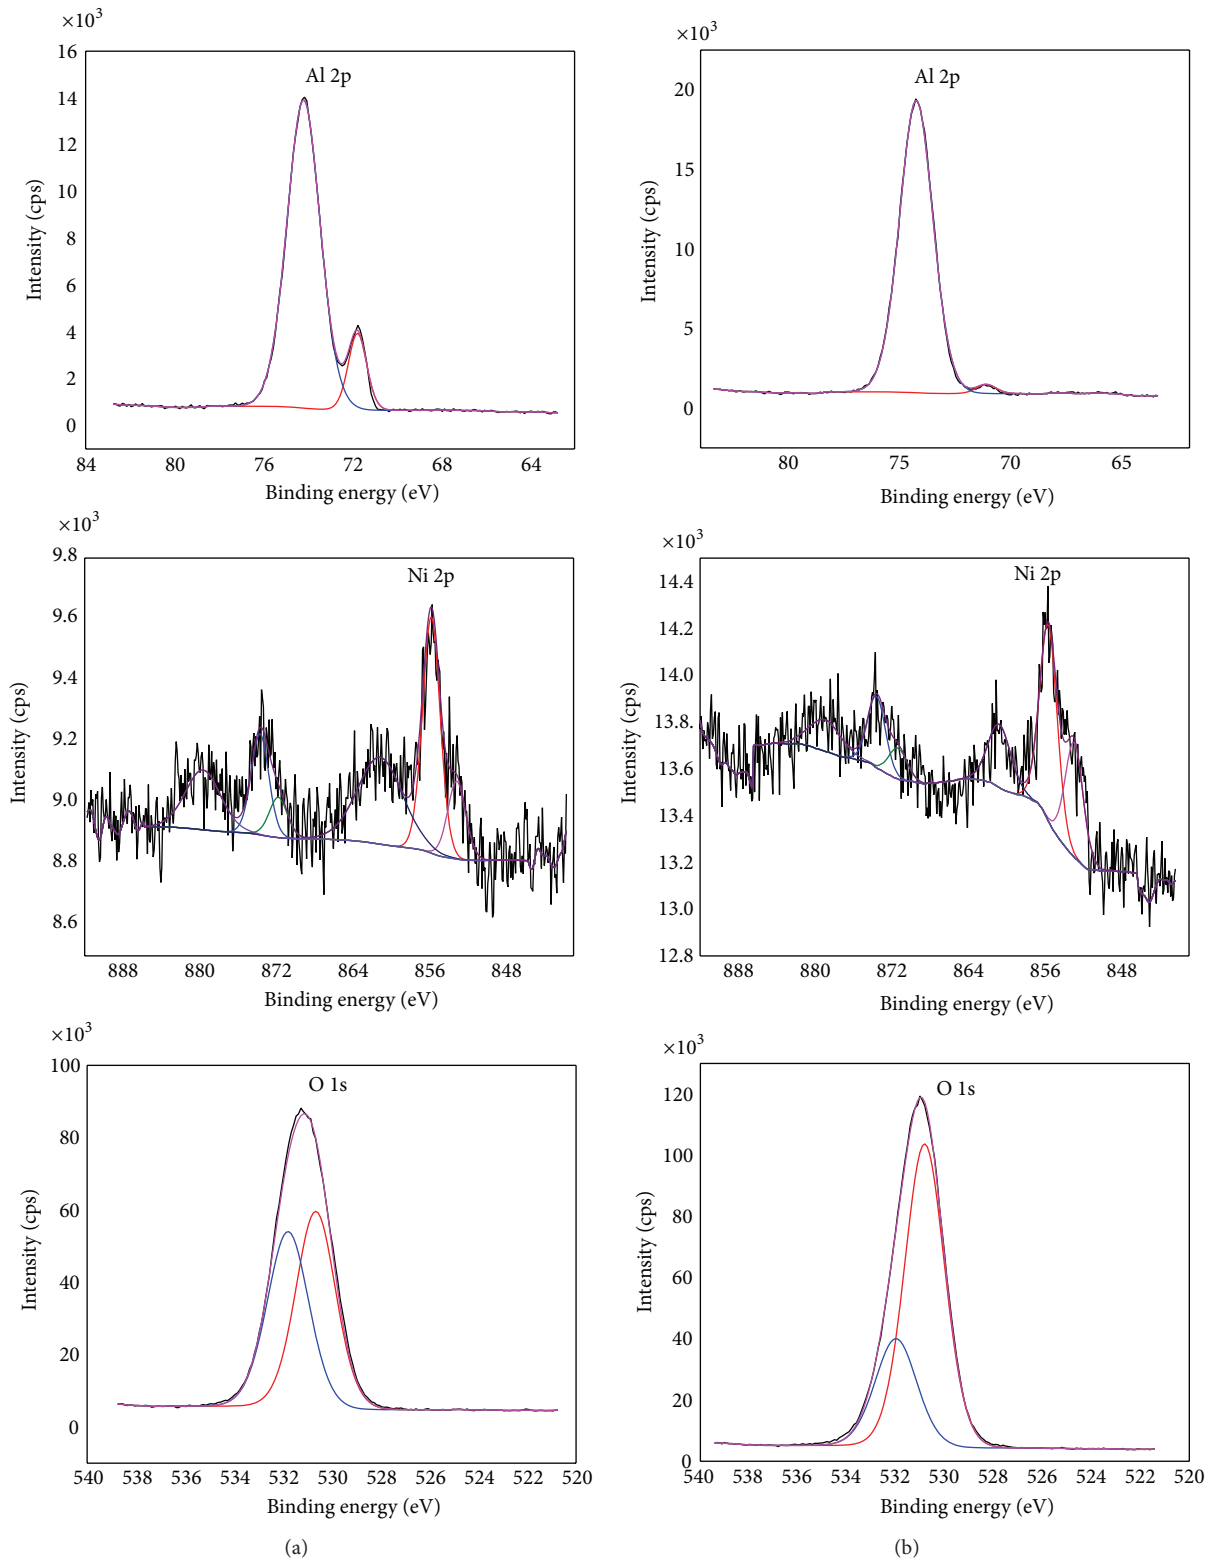 ×10³
16
14
12
10
8
6
4
2
0
Intensity (cps)
Al 2p
84 80 76 72 68 64
Binding energy (eV)
×10³
20
15
10
5
0
Intensity (cps)
Al 2p
80 75 70 65
Binding energy (eV)
×10³
9.8
9.6
9.4
9.2
9.0
8.8
8.6
Intensity (cps)
Ni 2p
888 880 872 864 856 848
Binding energy (eV)
×10³
14.4
14.2
14.0
13.8
13.6
13.4
13.2
13.0
12.8
Intensity (cps)
Ni 2p
888 880 872 864 856 848
Binding energy (eV)
×10³
100
80
60
40
20
0
Intensity (cps)
O 1s
540 536 534 532 530 528 526 524 522 520
Binding energy (eV)
(a)
×10³
120
100
80
60
40
20
0
Intensity (cps)
O 1s
540 538 536 534 532 530 528 526 524 522 520
Binding energy (eV)
(b)